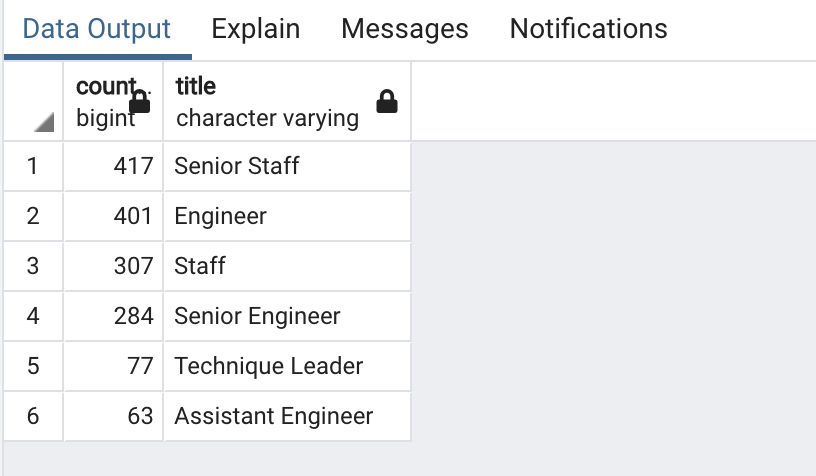 Data Output Explain Messages Notifications
count title
bigint character varying
1 417 Senior Staff
2 401 Engineer
3 307 Staff
4 284 Senior Engineer
5 77 Technique Leader
6 63 Assistant Engineer